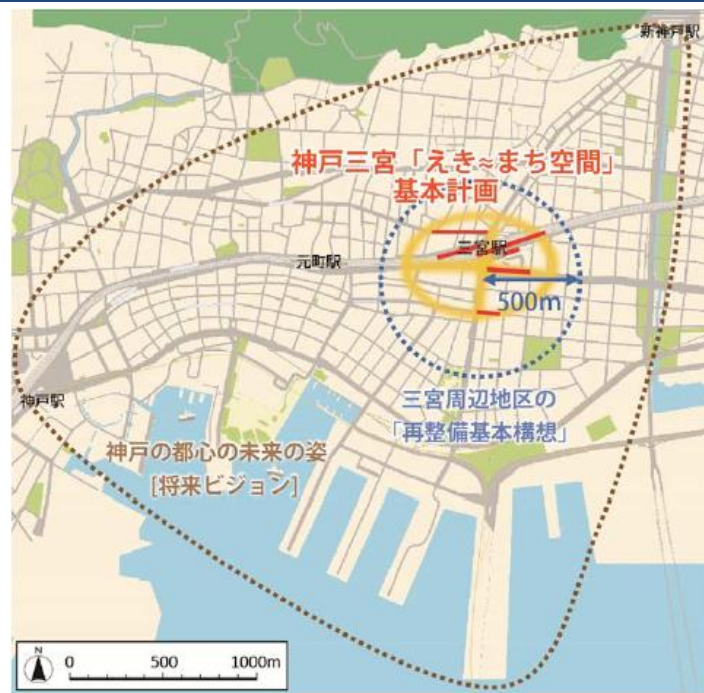 新神戸駅
神戸三宮「えき≈まち空間」
基本計画
三宮駅
元町駅
500m
神戸駅
三宮周辺地区の
「再整備基本構想」
神戸の都心の未来の姿
[将来ビジョン]
N
0 500 1000m